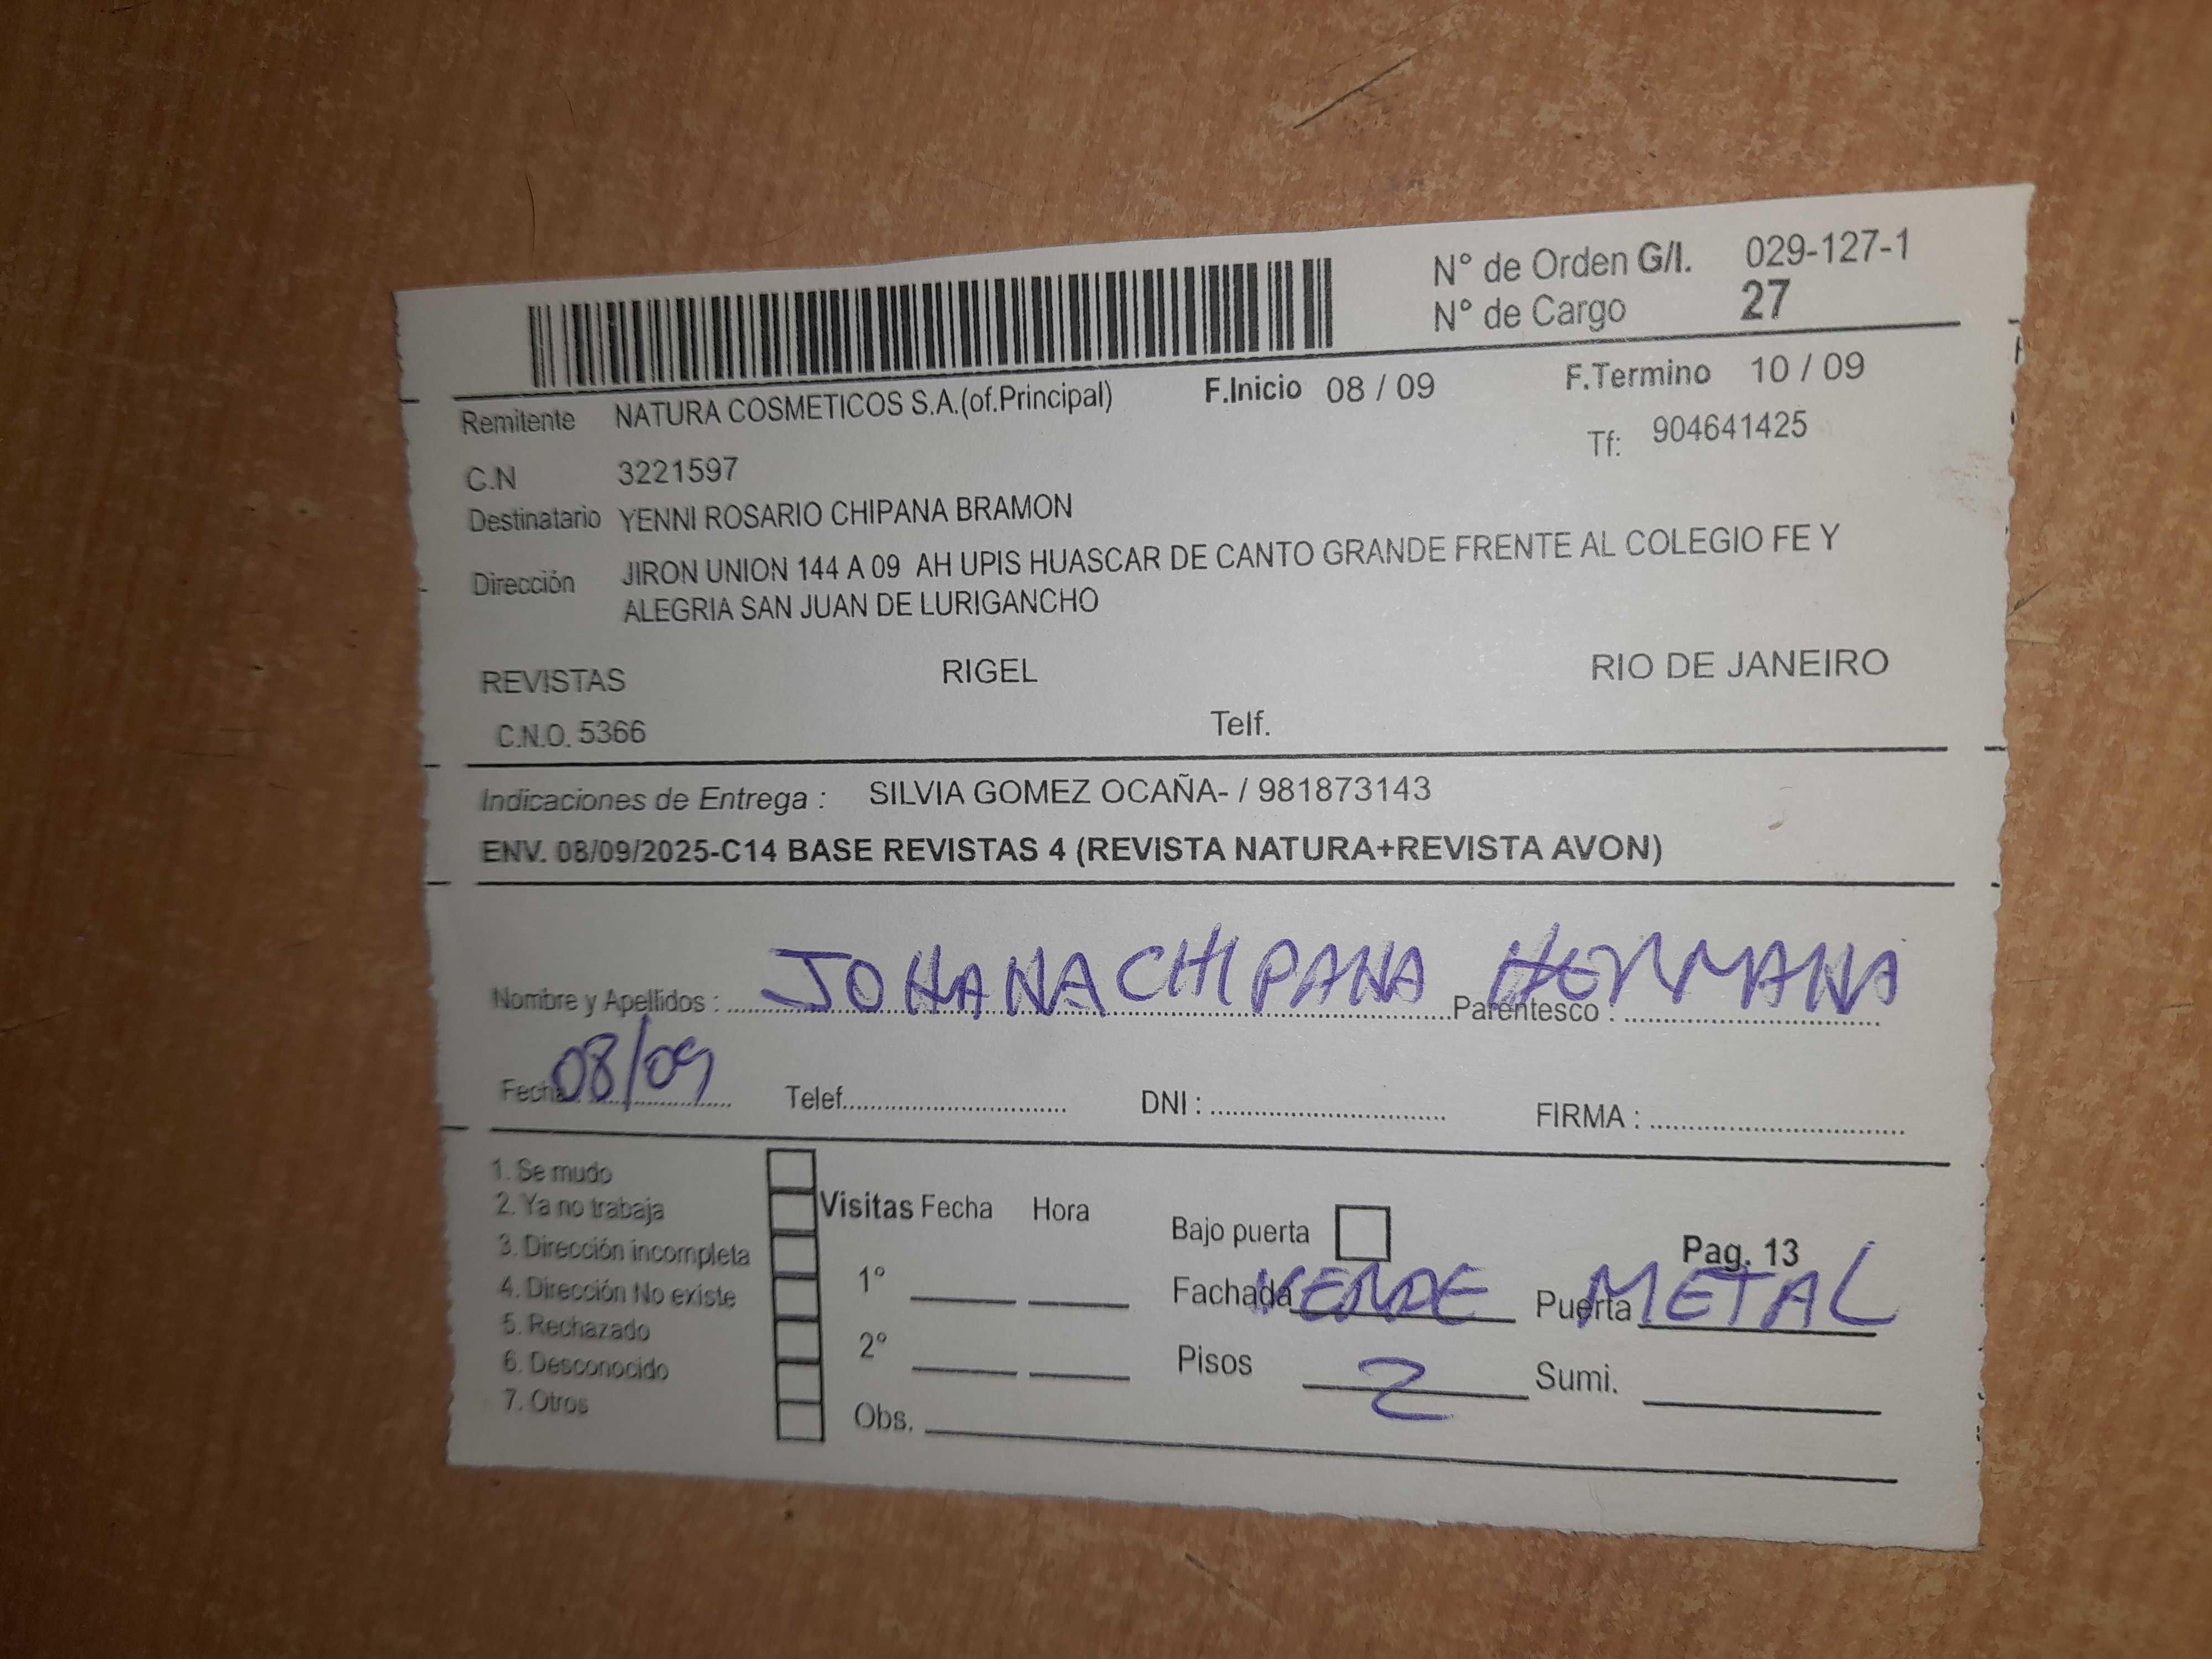 N° de Orden G/I. 029-127-1
N° de Cargo 27
Remitente NATURA COSMETICOS S.A.(of.Principal) F.Inicio 08 / 09 F.Termino 10 / 09
C.N 3221597 Tf: 904641425
Destinatario YENNI ROSARIO CHIPANA BRAMON
Dirección JIRON UNION 144 A 09 AH UPIS HUASCAR DE CANTO GRANDE FRENTE AL COLEGIO FE Y
ALEGRIA SAN JUAN DE LURIGANCHO
REVISTAS RIGEL RIO DE JANEIRO
C.N.O. 5366 Telf.
Indicaciones de Entrega : SILVIA GOMEZ OCAÑA- / 981873143
ENV. 08/09/2025-C14 BASE REVISTAS 4 (REVISTA NATURA+REVISTA AVON)
Nombre y Apellidos : JOHANA CHIPANA Parentesco : HERMANA
Fecha : 08/09 Telef. DNI : FIRMA :
1. Se mudo
2. Ya no trabaja Visitas Fecha Hora
3. Dirección incompleta Bajo puerta Pag. 13
4. Dirección No existe 1° Fachada VERDE Puerta METAL
5. Rechazado
6. Desconocido 2° Pisos 2 Sumi.
7. Otros Obs.